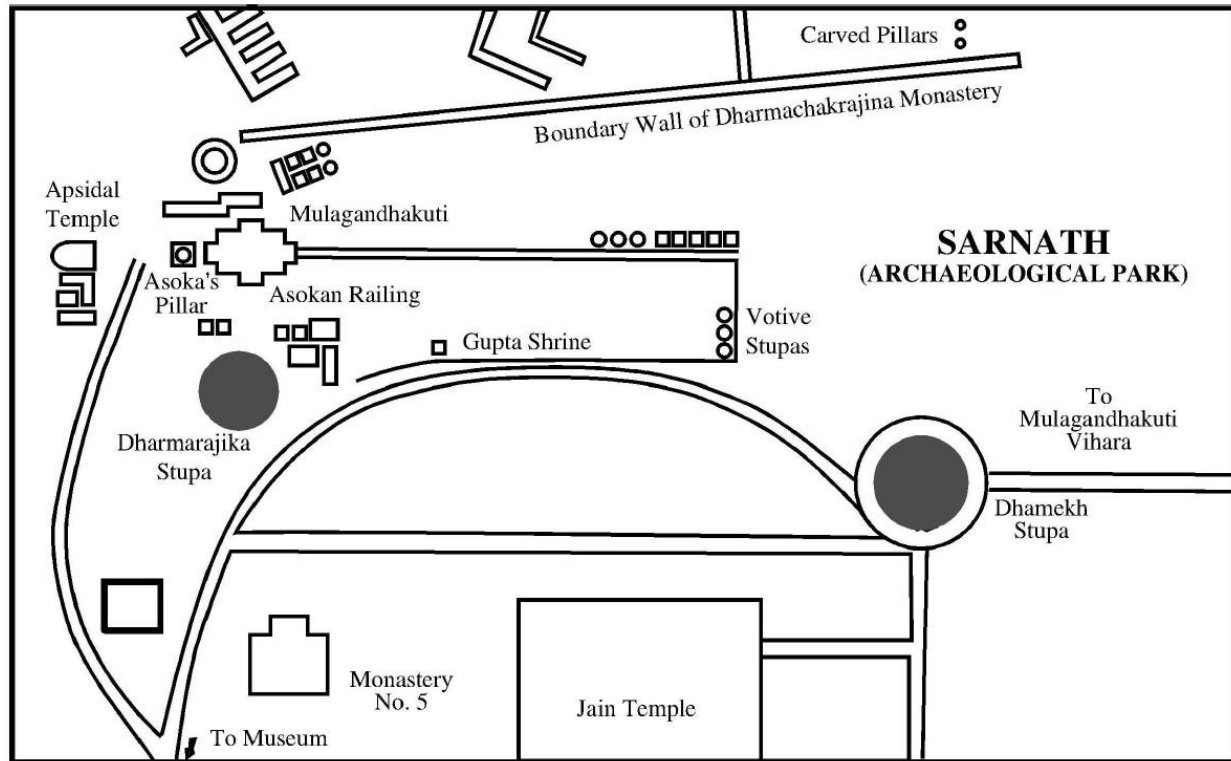 Carved Pillars
Boundary Wall of Dharmachakrajina Monastery
Apsidal
Temple
Mulagandhakuti
SARNATH
(ARCHAEOLOGICAL PARK)
Asoka's
Pillar
Asokan Railing
Votive
Stupas
Gupta Shrine
To
Mulagandhakuti
Vihara
Dharmarajika
Stupa
Dhamekh
Stupa
Monastery
No. 5
Jain Temple
To Museum